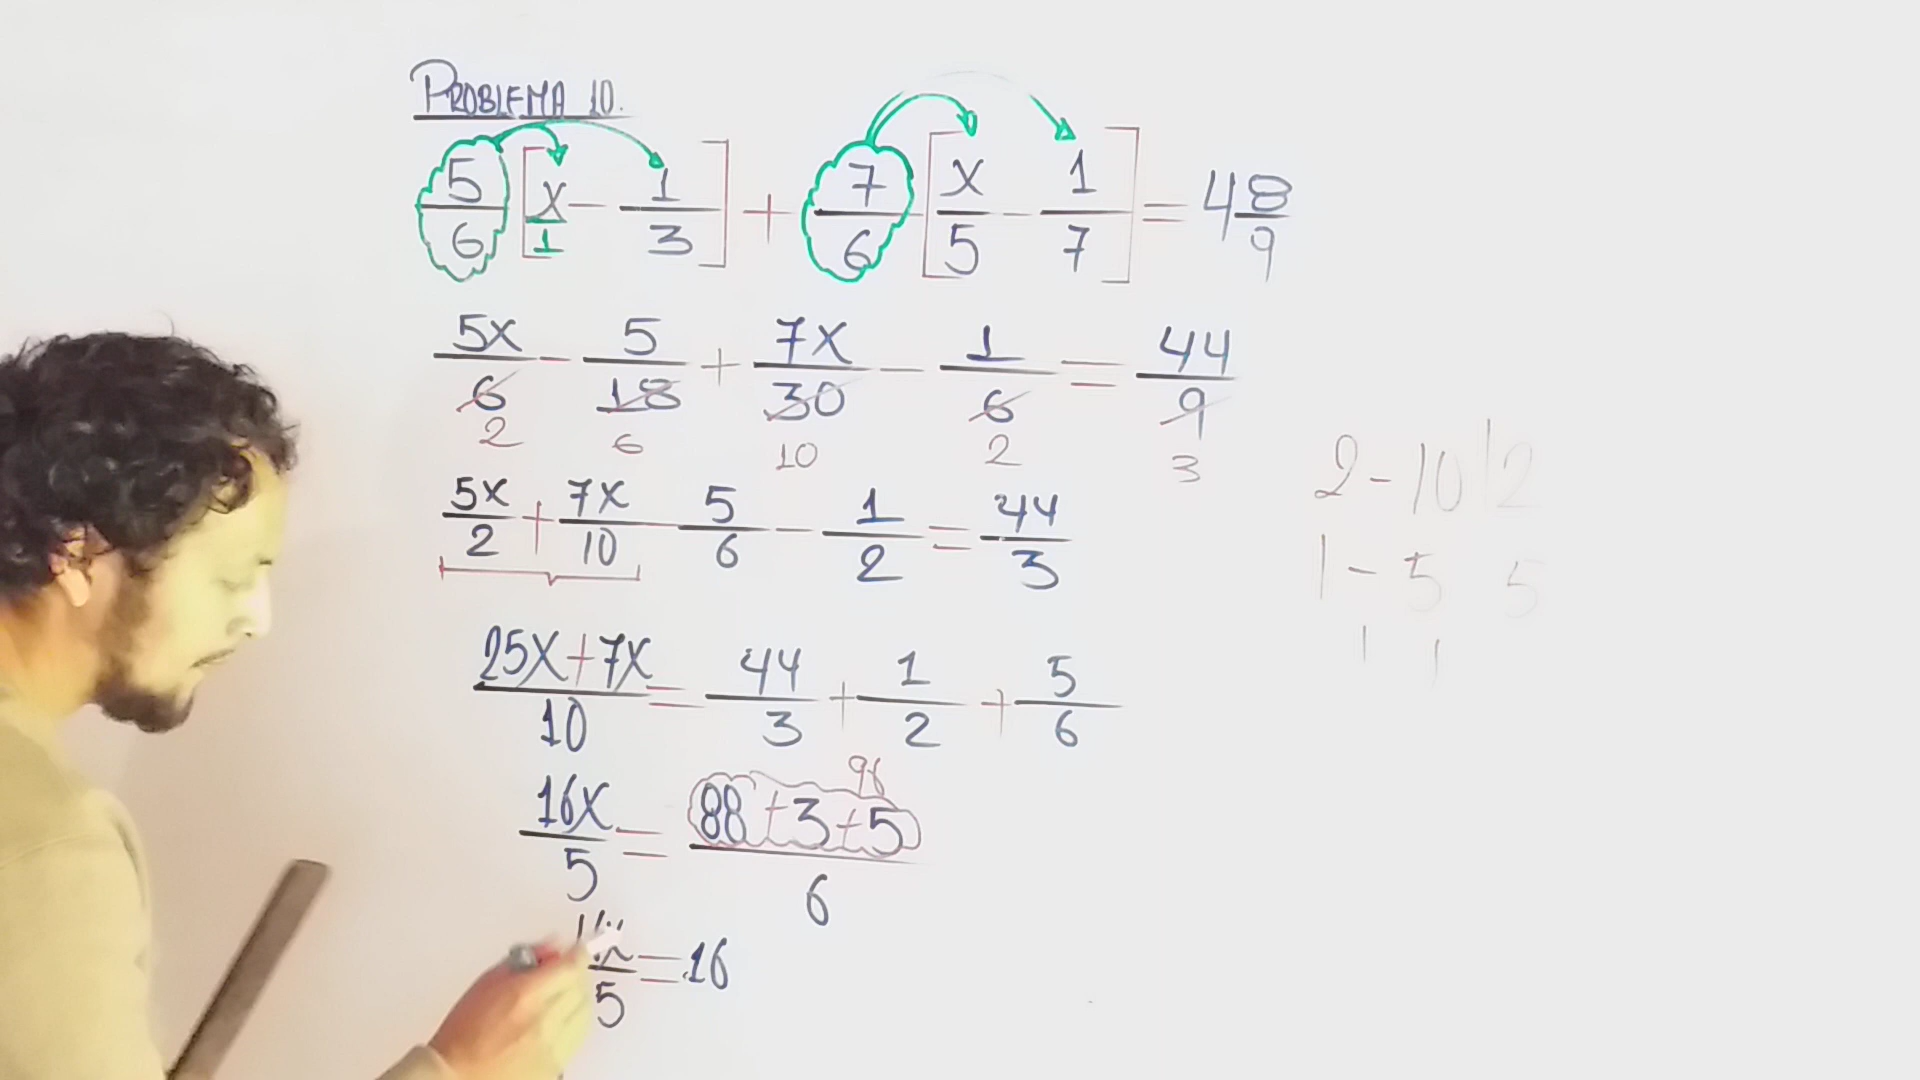 PROBLEMA 10.
5/6 [x/1 - 1/3] + 7/6 [x/5 - 1/7] = 4 8/9
5x/6 - 5/18 + 7x/30 - 1/6 = 44/9
2 6 10 2 3
5x/2 + 7x/10 - 5/6 - 1/2 = 44/3
25x+7x/10 = 44/3 + 1/2 + 5/6
96
16x/5 = 88+3+5/6
/5 = 16
2 - 10 | 2
1 - 5 5
1 1